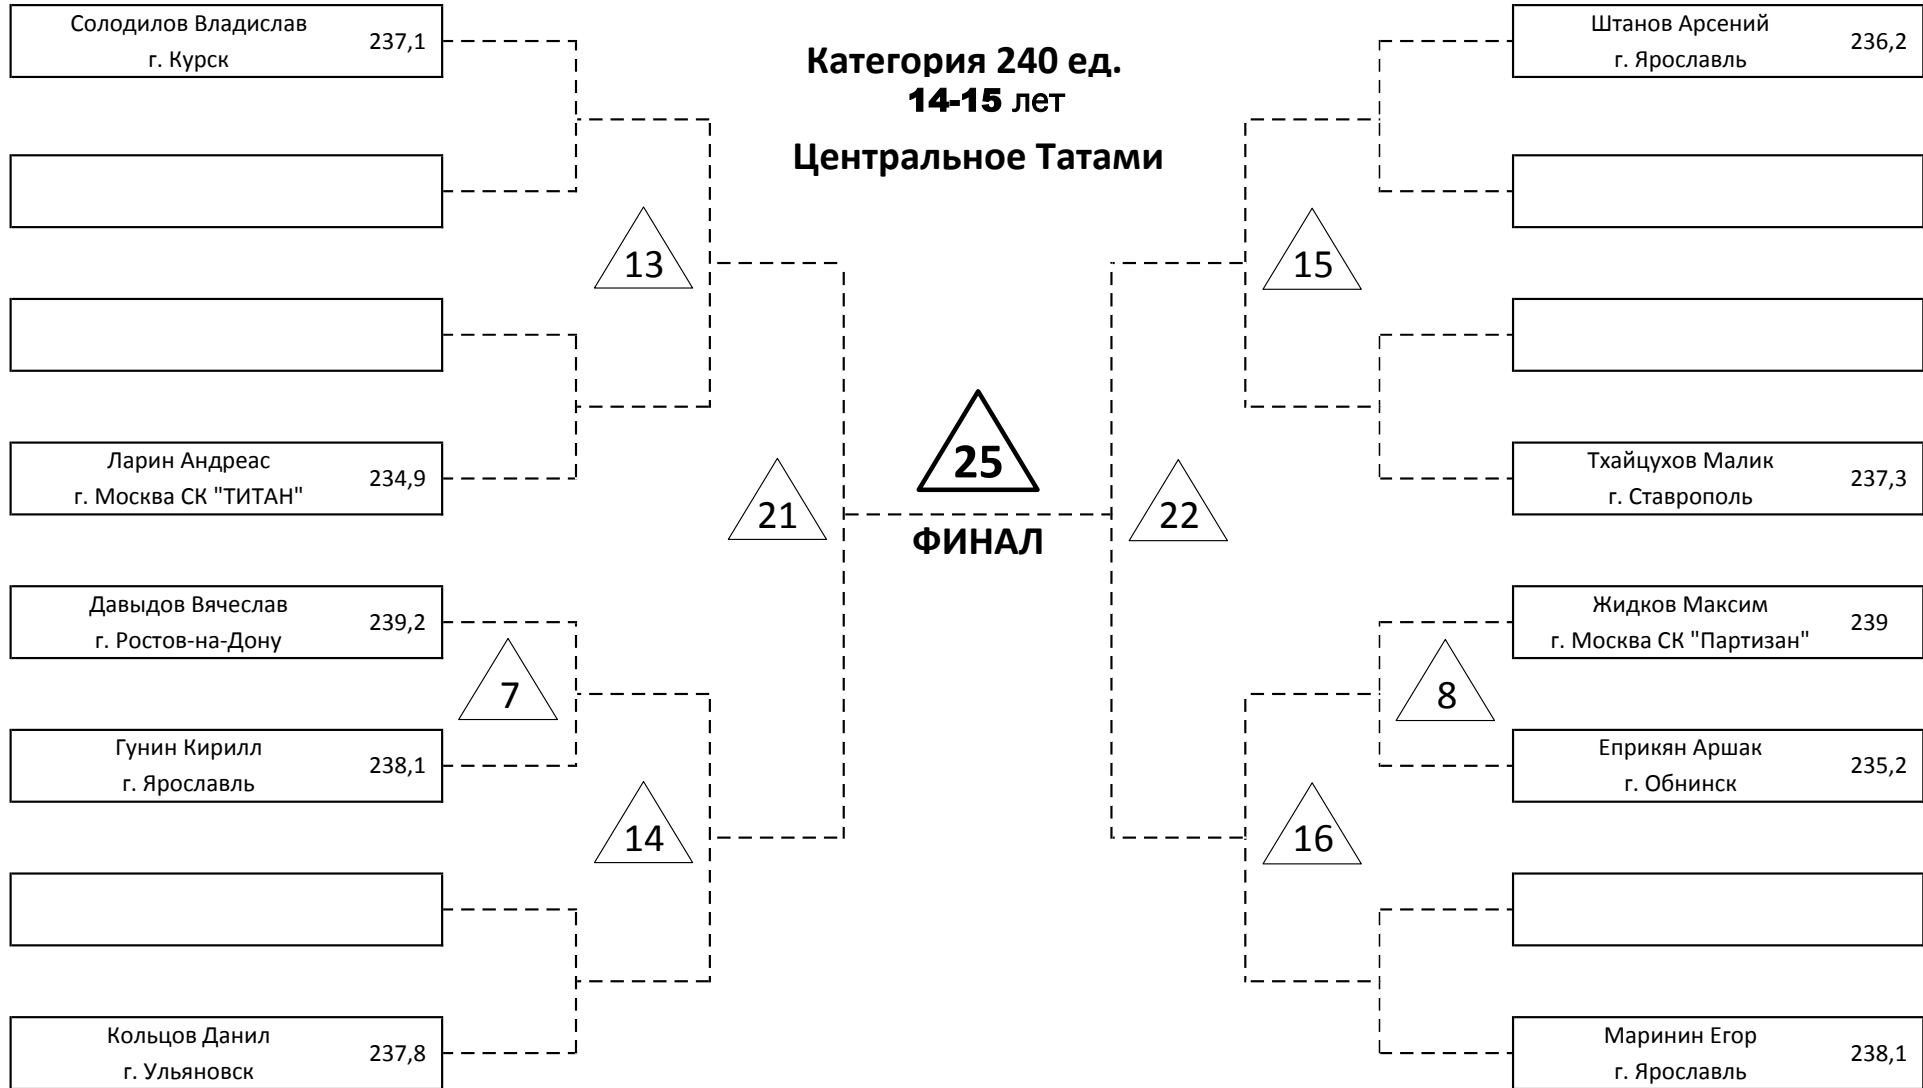 Категория 240 ед.
14-15 лет
Центральное Татами
Солодилов Владислав
г. Курск
237,1
Ларин Андреас
г. Москва СК "ТИТАН"
234,9
13
Давыдов Вячеслав
г. Ростов-на-Дону
239,2
7
Гунин Кирилл
г. Ярославль
238,1
14
Кольцов Данил
г. Ульяновск
237,8
21
25
ФИНАЛ
22
Штанов Арсений
г. Ярославль
236,2
15
Тхайцухов Малик
г. Ставрополь
237,3
Жидков Максим
г. Москва СК "Партизан"
239
8
Еприкян Аршак
г. Обнинск
235,2
16
Маринин Егор
г. Ярославль
238,1